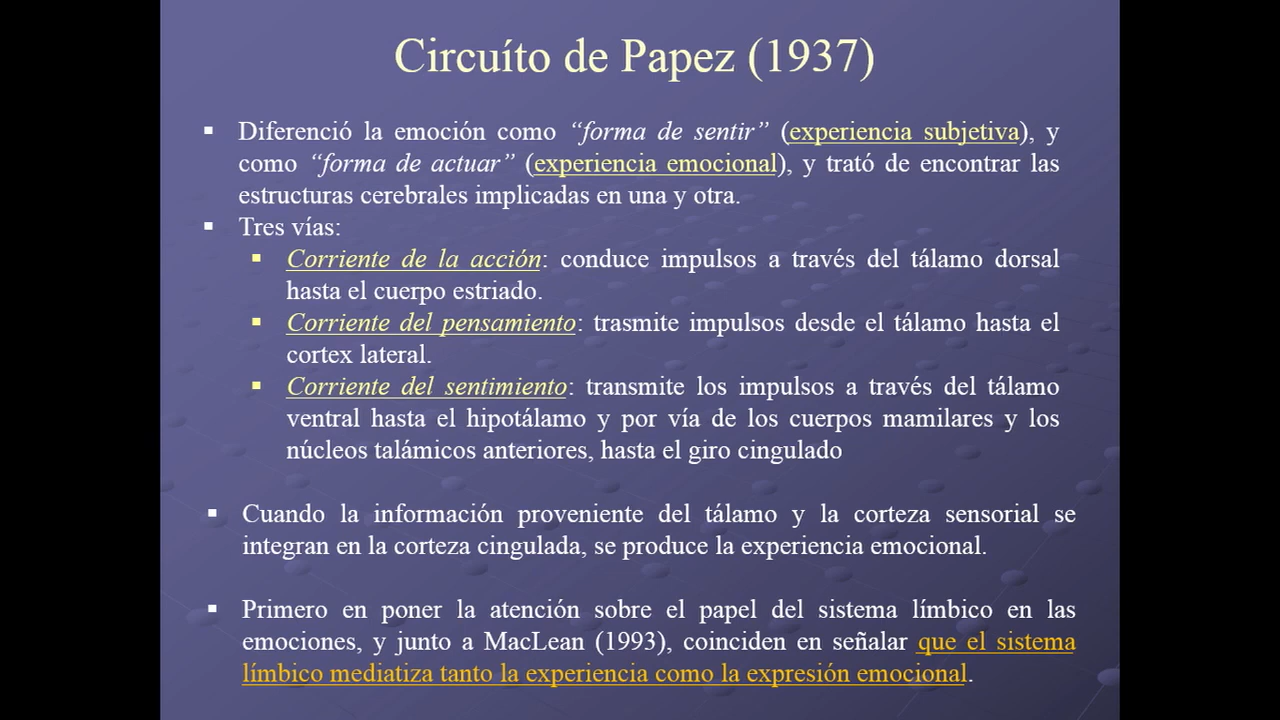 Circuíto de Papez (1937)
▪ Diferenció la emoción como “forma de sentir” (experiencia subjetiva), y
como “forma de actuar” (experiencia emocional), y trató de encontrar las
estructuras cerebrales implicadas en una y otra.
▪ Tres vías:
▪ Corriente de la acción: conduce impulsos a través del tálamo dorsal
hasta el cuerpo estriado.
▪ Corriente del pensamiento: trasmite impulsos desde el tálamo hasta el
cortex lateral.
▪ Corriente del sentimiento: transmite los impulsos a través del tálamo
ventral hasta el hipotálamo y por vía de los cuerpos mamilares y los
núcleos talámicos anteriores, hasta el giro cingulado
▪ Cuando la información proveniente del tálamo y la corteza sensorial se
integran en la corteza cingulada, se produce la experiencia emocional.
▪ Primero en poner la atención sobre el papel del sistema límbico en las
emociones, y junto a MacLean (1993), coinciden en señalar que el sistema
límbico mediatiza tanto la experiencia como la expresión emocional.